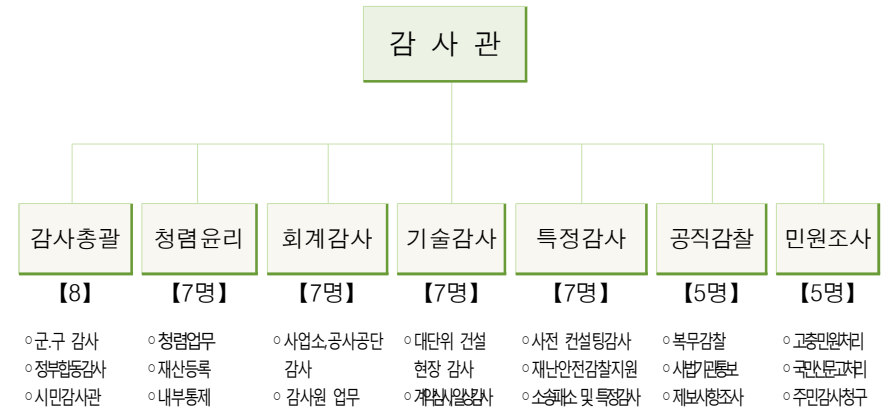 감 사 관
감사총괄 청렴윤리 회계감사 기술감사 특정감사 공직감찰 민원조사
【8】 【7명】 【7명】 【7명】 【7명】 【5명】 【5명】
◦군.구 감사
◦정부합동감사
◦시민감사관
◦청렴업무
◦재산등록
◦내부통제
◦사업소,공사공단
감사
◦감사원 업무
◦대단위 건설
현장 감사
◦계약심사,일상감사
◦사전 컨설팅감사
◦재난안전감찰지원
◦소송패소 및 특정감사
◦복무감찰
◦사법기관통보
◦제보사항조사
◦고충민원처리
◦국민신문고처리
◦주민감사청구